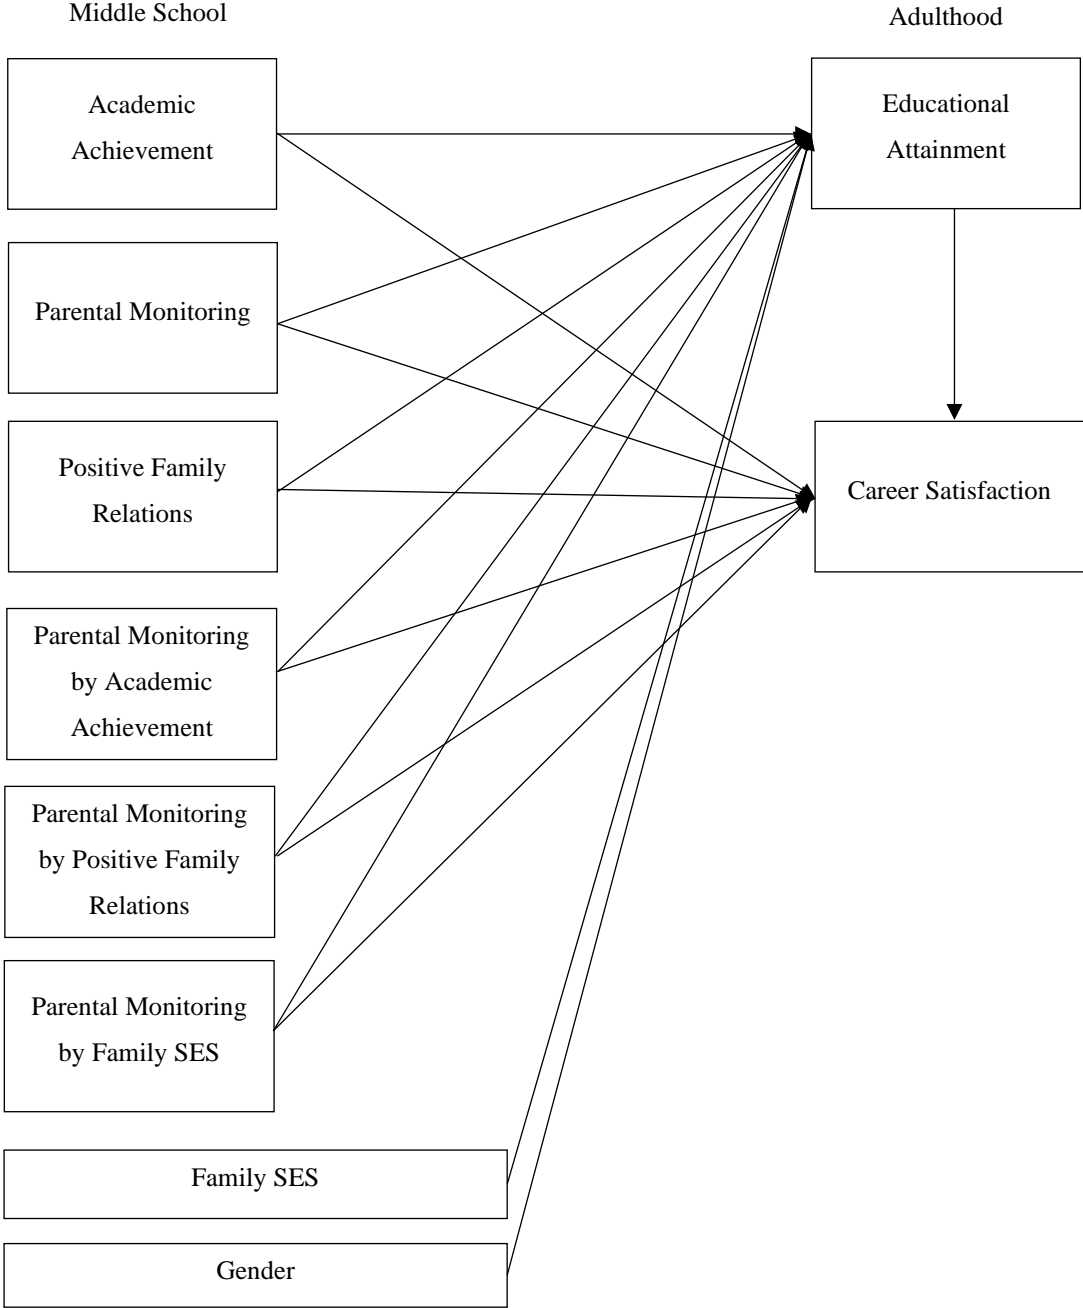 Middle School
Adulthood
Academic
Achievement
Educational
Attainment
Parental Monitoring
Positive Family
Relations
Career Satisfaction
Parental Monitoring
by Academic
Achievement
Parental Monitoring
by Positive Family
Relations
Parental Monitoring
by Family SES
Family SES
Gender